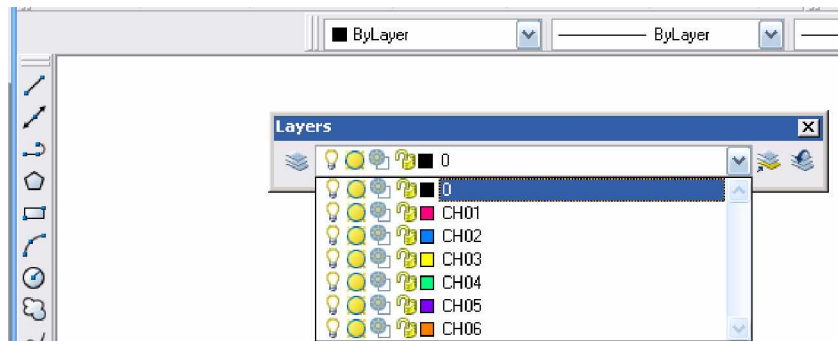 ByLayer ByLayer
Layers
0
0
CH01
CH02
CH03
CH04
CH05
CH06